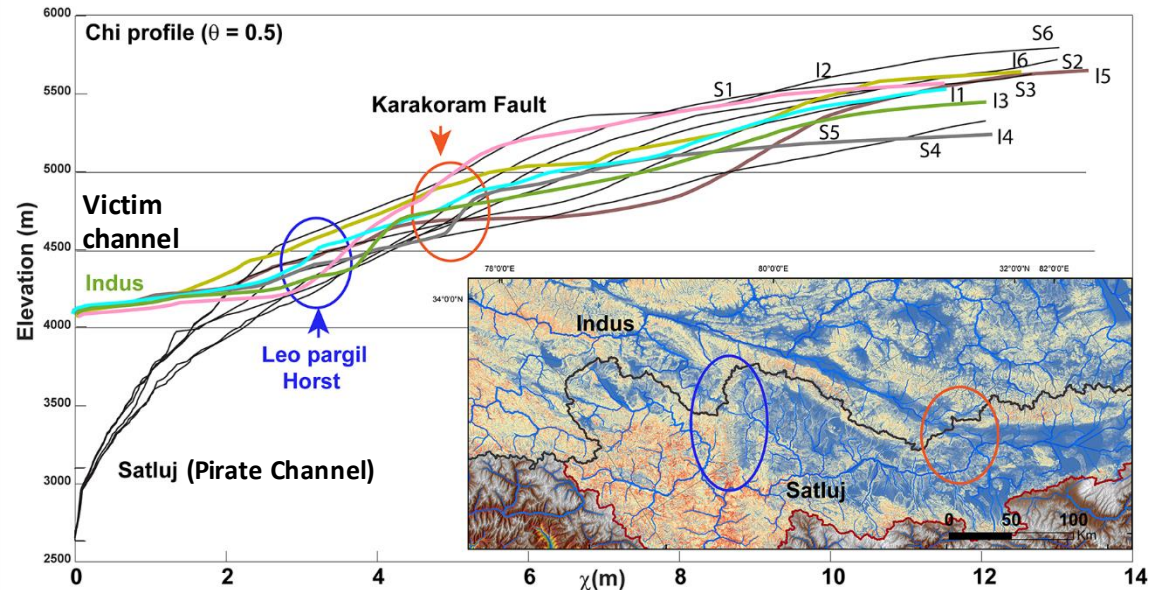 6000
Chi profile (θ = 0.5)
S6
I2
I6
S2
S1
I5
S3
I1
I3
5500
Karakoram Fault
S5
I4
S4
5000
Victim
channel
4500
Indus
4000
Leo pargil
Horst
3500
3000
Satluj (Pirate Channel)
2500
Elevation (m)
0
2
4
6
8
10
12
14
χ(m)
78°0'0"E
80°0'0"E
32°0'0"N
82°0'0"E
34°0'0"N
Indus
Satluj
0
50
100
Km